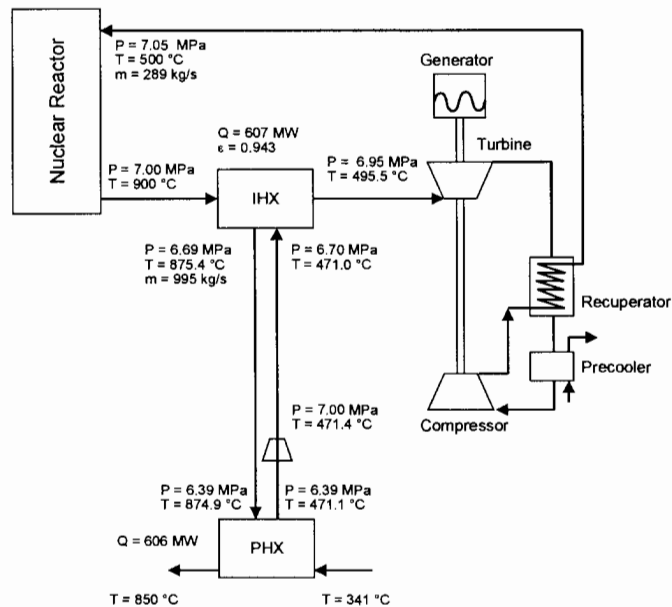 Nuclear Reactor
P = 7.05 MPa
T = 500 °C
m = 289 kg/s
Generator
Q = 607 MW
ε = 0.943
Turbine
P = 7.00 MPa
T = 900 °C
IHX
P = 6.95 MPa
T = 495.5 °C
P = 6.69 MPa
T = 875.4 °C
m = 995 kg/s
P = 6.70 MPa
T = 471.0 °C
Recuperator
Precooler
Compressor
P = 7.00 MPa
T = 471.4 °C
P = 6.39 MPa
T = 874.9 °C
P = 6.39 MPa
T = 471.1 °C
Q = 606 MW
PHX
T = 850 °C
T = 341 °C